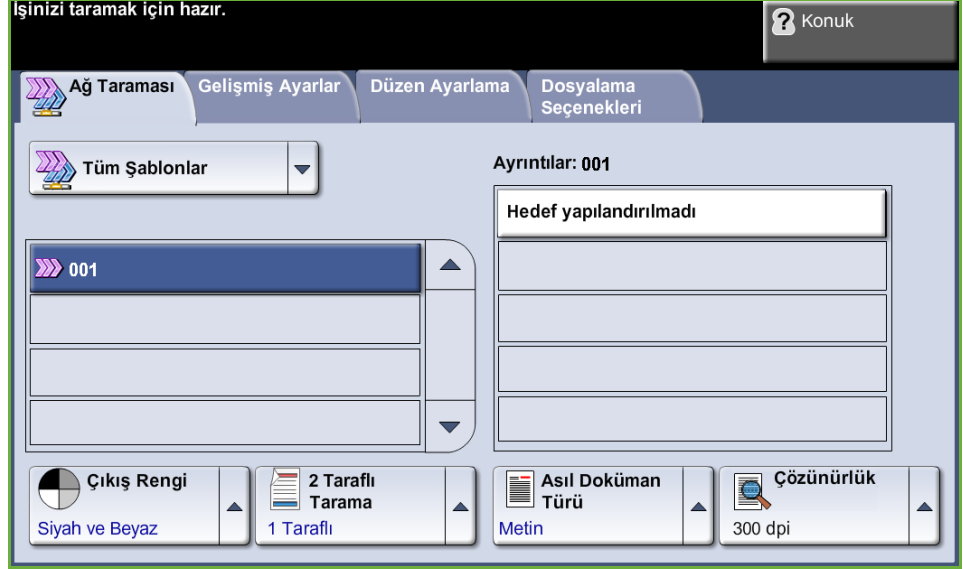 İşinizi taramak için hazır.
Konuk
Ağ Taraması
Gelişmiş Ayarlar
Düzen Ayarlama
Dosyalama
Seçenekleri
Tüm Şablonlar
Ayrıntılar: 001
Hedef yapılandırılmadı
001
Çıkış Rengi
Siyah ve Beyaz
2 Taraflı
Tarama
1 Taraflı
Asıl Doküman
Türü
Metin
Çözünürlük
300 dpi